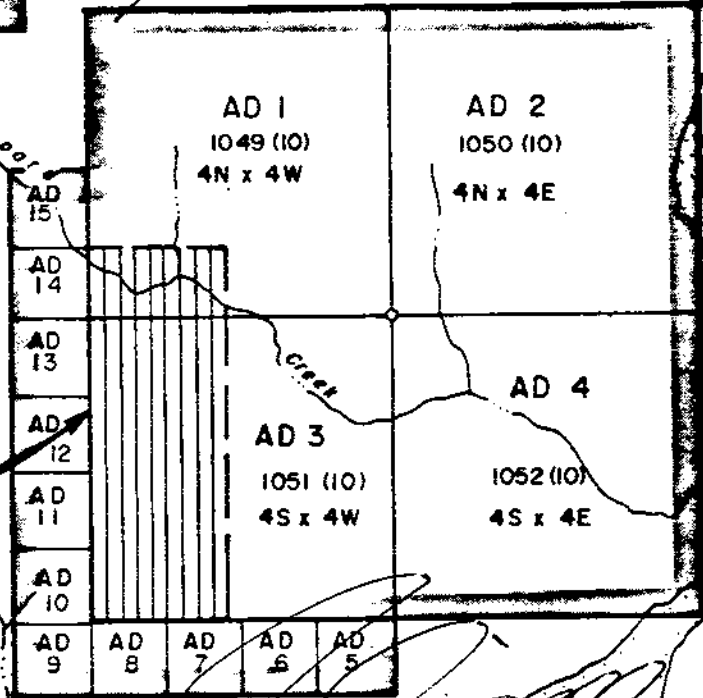 AD 1
1049 (10)
4N x 4W
AD 2
1050 (10)
4N x 4E
AD
15
AD
14
AD
13
AD
12
AD
11
AD
10
Creek
AD 3
1051 (10)
4S x 4W
AD 4
1052 (10)
4S x 4E
AD
9
AD
8
AD
7
AD
6
AD
5